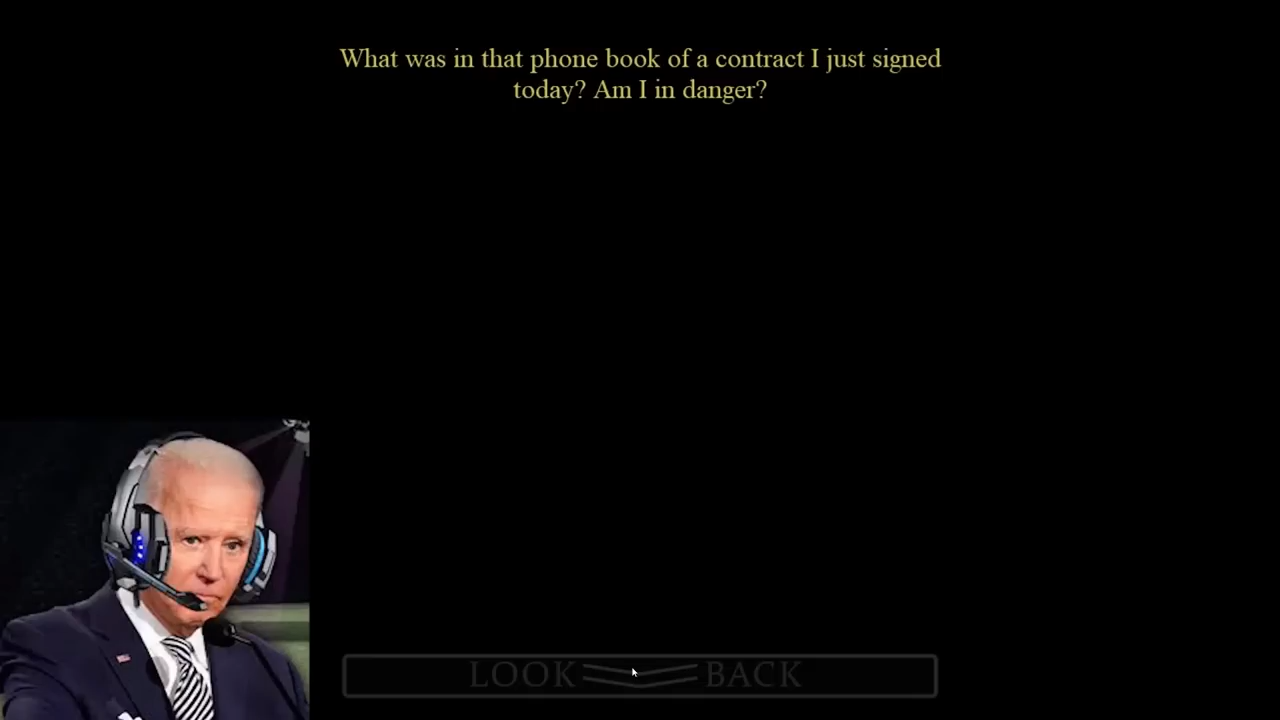 What was in that phone book of a contract I just signed
today? Am I in danger?
LOOK BACK